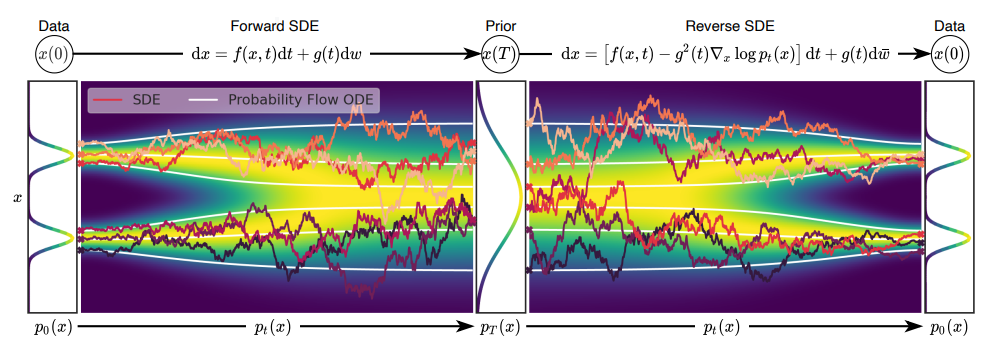 Data Forward SDE Prior Reverse SDE Data
x(0) dx = f(x,t)dt + g(t)dw x(T) dx = [f(x,t) − g²(t)∇ₓ log pₜ(x)] dt + g(t)dw̄ x(0)
SDE Probability Flow ODE
x
p₀(x) pₜ(x) p_T(x) pₜ(x) p₀(x)